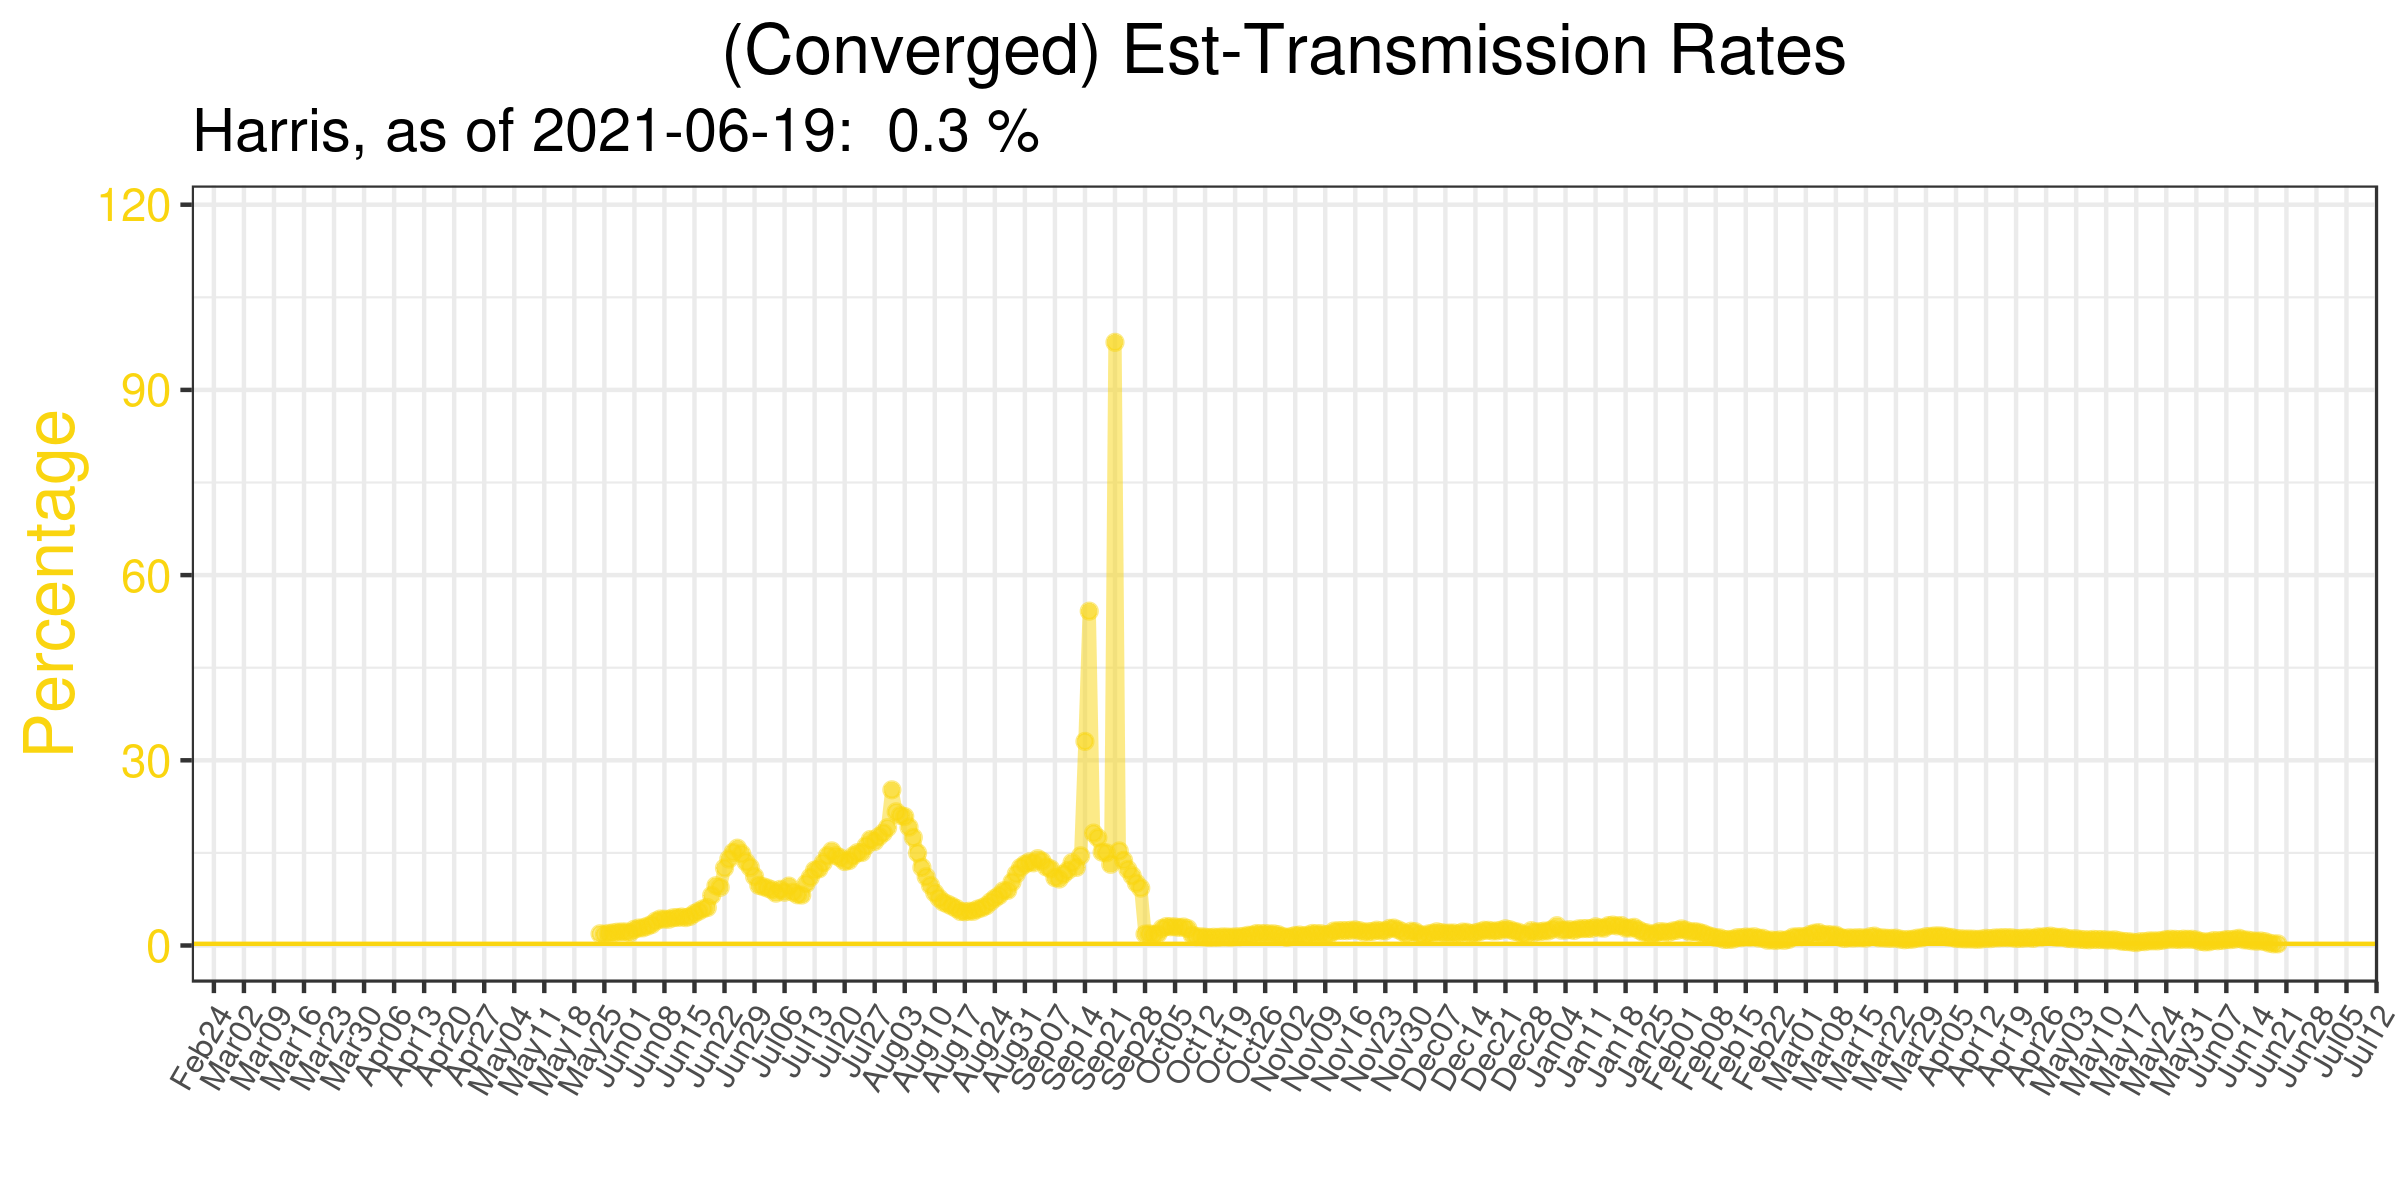 (Converged) Est-Transmission Rates
Harris, as of 2021-06-19:  0.3 %
Percentage
120
90
60
30
0
Feb24
Mar02
Mar09
Mar16
Mar23
Mar30
Apr06
Apr13
Apr20
Apr27
May04
May11
May18
May25
Jun01
Jun08
Jun15
Jun22
Jun29
Jul06
Jul13
Jul20
Jul27
Aug03
Aug10
Aug17
Aug24
Aug31
Sep07
Sep14
Sep21
Sep28
Oct05
Oct12
Oct19
Oct26
Nov02
Nov09
Nov16
Nov23
Nov30
Dec07
Dec14
Dec21
Dec28
Jan04
Jan11
Jan18
Jan25
Feb01
Feb08
Feb15
Feb22
Mar01
Mar08
Mar15
Mar22
Mar29
Apr05
Apr12
Apr19
Apr26
May03
May10
May17
May24
May31
Jun07
Jun14
Jun21
Jun28
Jul05
Jul12